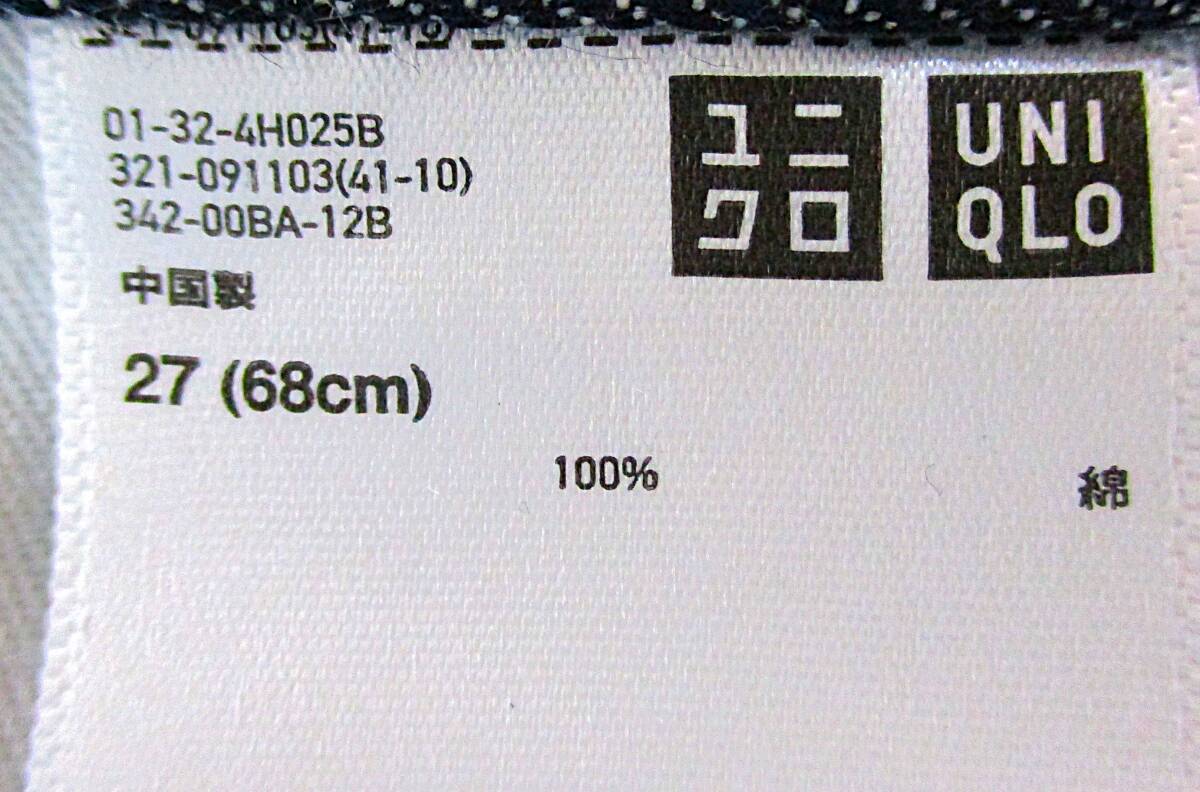 01-32-4H025B
321-091103(41-10)
342-00BA-12B
中国製
27 (68cm)
100% 綿
ユニ
クロ
UNI
QLO